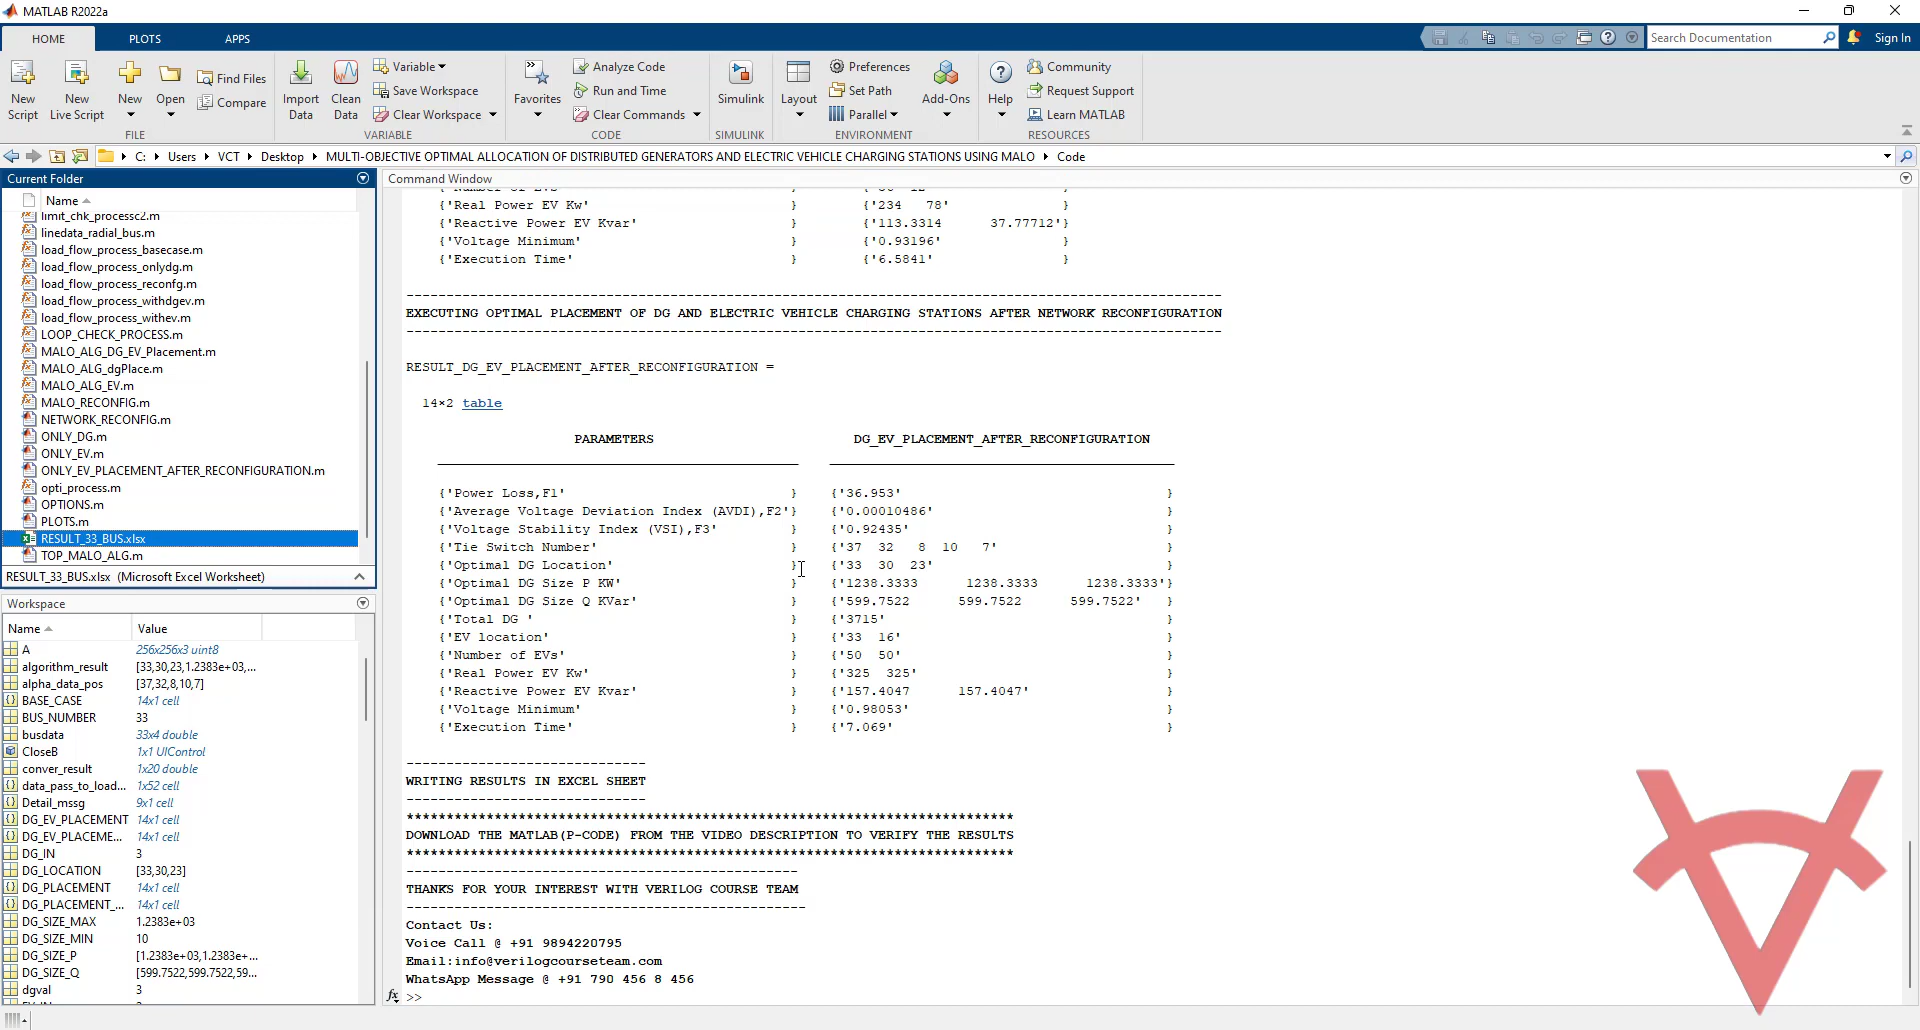 MATLAB R2022a
HOME PLOTS APPS
Search Documentation
Sign In
New Script
New Live Script
New
Open
Find Files
Compare
FILE
Import Data
Clean Data
Variable
Save Workspace
Clear Workspace
VARIABLE
Favorites
Analyze Code
Run and Time
Clear Commands
CODE
Simulink
SIMULINK
Layout
Preferences
Set Path
Parallel
Add-Ons
ENVIRONMENT
Help
Community
Request Support
Learn MATLAB
RESOURCES
C: Users VCT Desktop MULTI-OBJECTIVE OPTIMAL ALLOCATION OF DISTRIBUTED GENERATORS AND ELECTRIC VEHICLE CHARGING STATIONS USING MALO Code
Current Folder
Name
limit_chk_processc2.m
linedata_radial_bus.m
load_flow_process_basecase.m
load_flow_process_onlydg.m
load_flow_process_reconfg.m
load_flow_process_withdgev.m
load_flow_process_withev.m
LOOP_CHECK_PROCESS.m
MALO_ALG_DG_EV_Placement.m
MALO_ALG_dgPlace.m
MALO_ALG_EV.m
MALO_RECONFIG.m
NETWORK_RECONFIG.m
ONLY_DG.m
ONLY_EV.m
ONLY_EV_PLACEMENT_AFTER_RECONFIGURATION.m
opti_process.m
OPTIONS.m
PLOTS.m
RESULT_33_BUS.xlsx
TOP_MALO_ALG.m
RESULT_33_BUS.xlsx (Microsoft Excel Worksheet)
Workspace
Name Value
A 256x256x3 uint8
algorithm_result [33,30,23,1.2383e+03,...
alpha_data_pos [37,32,8,10,7]
BASE_CASE 14x1 cell
BUS_NUMBER 33
busdata 33x4 double
CloseB 1x1 UIControl
conver_result 1x20 double
data_pass_to_load... 1x52 cell
Detail_mssg 9x1 cell
DG_EV_PLACEMENT 14x1 cell
DG_EV_PLACEME... 14x1 cell
DG_IN 3
DG_LOCATION [33,30,23]
DG_PLACEMENT 14x1 cell
DG_PLACEMENT_... 14x1 cell
DG_SIZE_MAX 1.2383e+03
DG_SIZE_MIN 10
DG_SIZE_P [1.2383e+03,1.2383e+...
DG_SIZE_Q [599.7522,599.7522,59...
dgval 3
Command Window
{'Real Power EV Kw' } {'234 78' }
{'Reactive Power EV Kvar' } {'113.3314 37.77712'}
{'Voltage Minimum' } {'0.93196' }
{'Execution Time' } {'6.5841' }
------------------------------------------------------------------------------------------------------
EXECUTING OPTIMAL PLACEMENT OF DG AND ELECTRIC VEHICLE CHARGING STATIONS AFTER NETWORK RECONFIGURATION
------------------------------------------------------------------------------------------------------
RESULT_DG_EV_PLACEMENT_AFTER_RECONFIGURATION =
14×2 table
PARAMETERS DG_EV_PLACEMENT_AFTER_RECONFIGURATION
{'Power Loss,F1' } {'36.953' }
{'Average Voltage Deviation Index (AVDI),F2'} {'0.00010486' }
{'Voltage Stability Index (VSI),F3' } {'0.92435' }
{'Tie Switch Number' } {'37 32 8 10 7' }
{'Optimal DG Location' } {'33 30 23' }
{'Optimal DG Size P KW' } {'1238.3333 1238.3333 1238.3333'}
{'Optimal DG Size Q KVar' } {'599.7522 599.7522 599.7522' }
{'Total DG ' } {'3715' }
{'EV location' } {'33 16' }
{'Number of EVs' } {'50 50' }
{'Real Power EV Kw' } {'325 325' }
{'Reactive Power EV Kvar' } {'157.4047 157.4047' }
{'Voltage Minimum' } {'0.98053' }
{'Execution Time' } {'7.069' }
------------------------------
WRITING RESULTS IN EXCEL SHEET
------------------------------
****************************************************************************
DOWNLOAD THE MATLAB(P-CODE) FROM THE VIDEO DESCRIPTION TO VERIFY THE RESULTS
****************************************************************************
-------------------------------------------------
THANKS FOR YOUR INTEREST WITH VERILOG COURSE TEAM
--------------------------------------------------
Contact Us:
Voice Call @ +91 9894220795
Email:info@verilogcourseteam.com
WhatsApp Message @ +91 790 456 8 456
fx >>